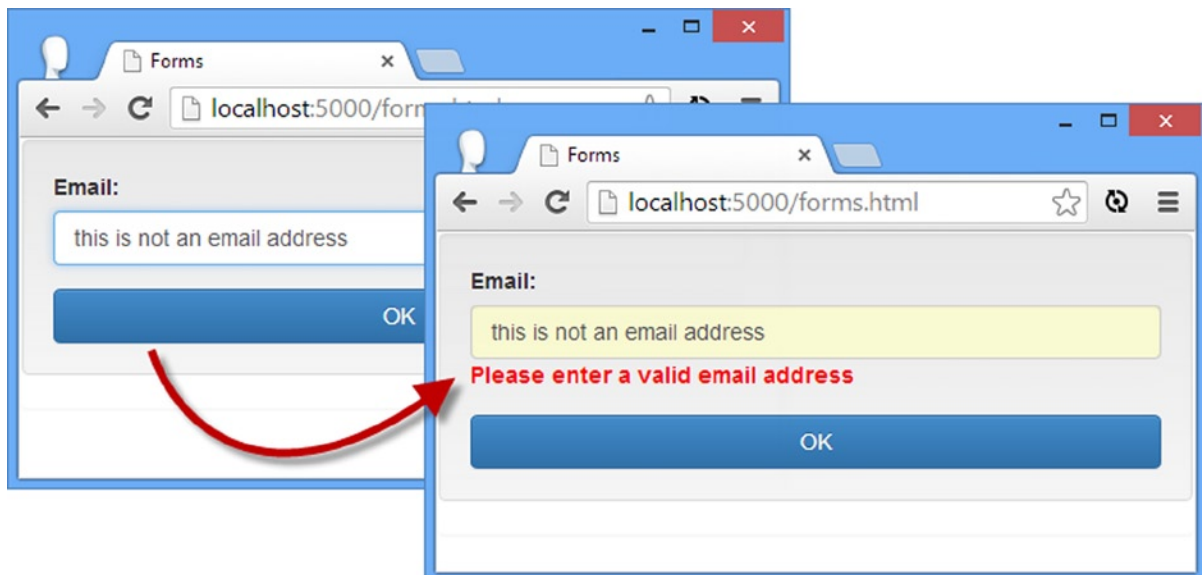 Forms
localhost:5000/form
Email:
this is not an email address
OK
Forms
localhost:5000/forms.html
Email:
this is not an email address
Please enter a valid email address
OK